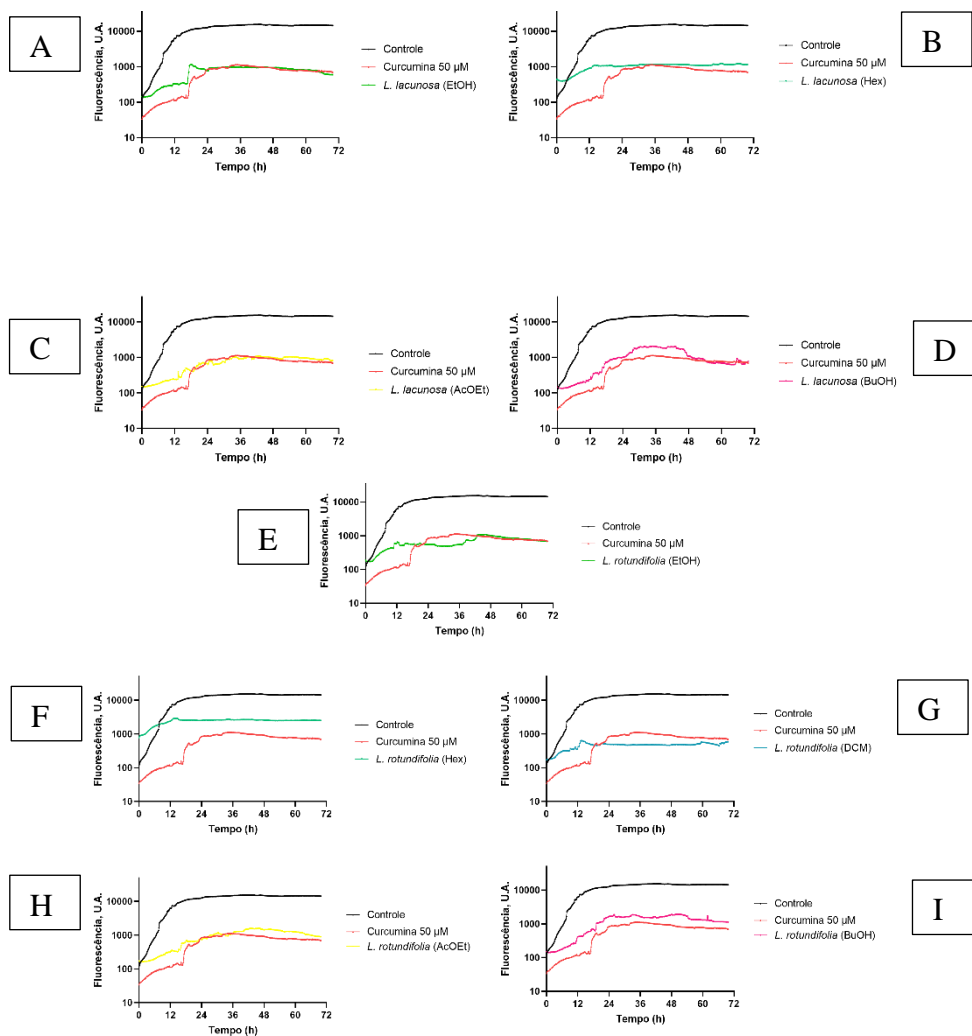 A
Fluorescência, U.A.
10000
1000
100
10
0 12 24 36 48 60 72
Tempo (h)
Controle
Curcumina 50 µM
L. lacunosa (EtOH)
B
Fluorescência, U.A.
10000
1000
100
10
0 12 24 36 48 60 72
Tempo (h)
Controle
Curcumina 50 µM
L. lacunosa (Hex)
C
Fluorescência, U.A.
10000
1000
100
10
0 12 24 36 48 60 72
Tempo (h)
Controle
Curcumina 50 µM
L. lacunosa (AcOEt)
D
Fluorescência, U.A.
10000
1000
100
10
0 12 24 36 48 60 72
Tempo (h)
Controle
Curcumina 50 µM
L. lacunosa (BuOH)
E
Fluorescência, U.A.
10000
1000
100
10
0 12 24 36 48 60 72
Tempo (h)
Controle
Curcumina 50 µM
L. rotundifolia (EtOH)
F
Fluorescência, U.A.
10000
1000
100
10
0 12 24 36 48 60 72
Tempo (h)
Controle
Curcumina 50 µM
L. rotundifolia (Hex)
G
Fluorescência, U.A.
10000
1000
100
10
0 12 24 36 48 60 72
Tempo (h)
Controle
Curcumina 50 µM
L. rotundifolia (DCM)
H
Fluorescência, U.A.
10000
1000
100
10
0 12 24 36 48 60 72
Tempo (h)
Controle
Curcumina 50 µM
L. rotundifolia (AcOEt)
I
Fluorescência, U.A.
10000
1000
100
10
0 12 24 36 48 60 72
Tempo (h)
Controle
Curcumina 50 µM
L. rotundifolia (BuOH)